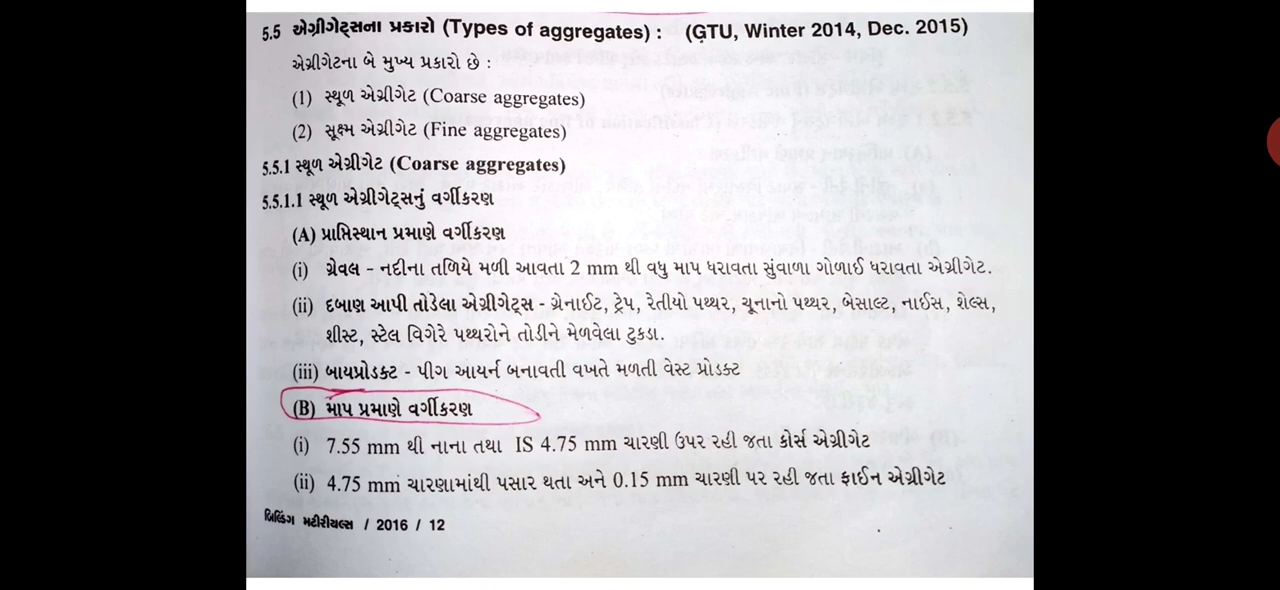 5.5 એગ્રીગેટ્સના પ્રકારો (Types of aggregates) : (GTU, Winter 2014, Dec. 2015)
એગ્રીગેટના બે મુખ્ય પ્રકારો છે :
(1) સ્થૂળ એગ્રીગેટ (Coarse aggregates)
(2) સૂક્ષ્મ એગ્રીગેટ (Fine aggregates)
5.5.1 સ્થૂળ એગ્રીગેટ (Coarse aggregates)
5.5.1.1 સ્થૂળ એગ્રીગેટ્સનું વર્ગીકરણ
(A) પ્રાપ્તિસ્થાન પ્રમાણે વર્ગીકરણ
(i) ગ્રેવલ - નદીના તળિયે મળી આવતા 2 mm થી વધુ માપ ધરાવતા સુંવાળા ગોળાઈ ધરાવતા એગ્રીગેટ.
(ii) દબાણ આપી તોડેલા એગ્રીગેટ્સ - ગ્રેનાઈટ, ટ્રેપ, રેતીયો પથ્થર, ચૂનાનો પથ્થર, બેસાલ્ટ, નાઈસ, શેલ્સ,
શીસ્ટ, સ્ટેલ વિગેરે પથ્થરોને તોડીને મેળવેલા ટુકડા.
(iii) બાયપ્રોડક્ટ - પીગ આયર્ન બનાવતી વખતે મળતી વેસ્ટ પ્રોડક્ટ
(B) માપ પ્રમાણે વર્ગીકરણ
(i) 7.55 mm થી નાના તથા IS 4.75 mm ચારણી ઉપર રહી જતા કોર્સ એગ્રીગેટ
(ii) 4.75 mm ચારણામાંથી પસાર થતા અને 0.15 mm ચારણી પર રહી જતા ફાઈન એગ્રીગેટ
બિલ્ડિંગ મટીરીયલ્સ / 2016 / 12